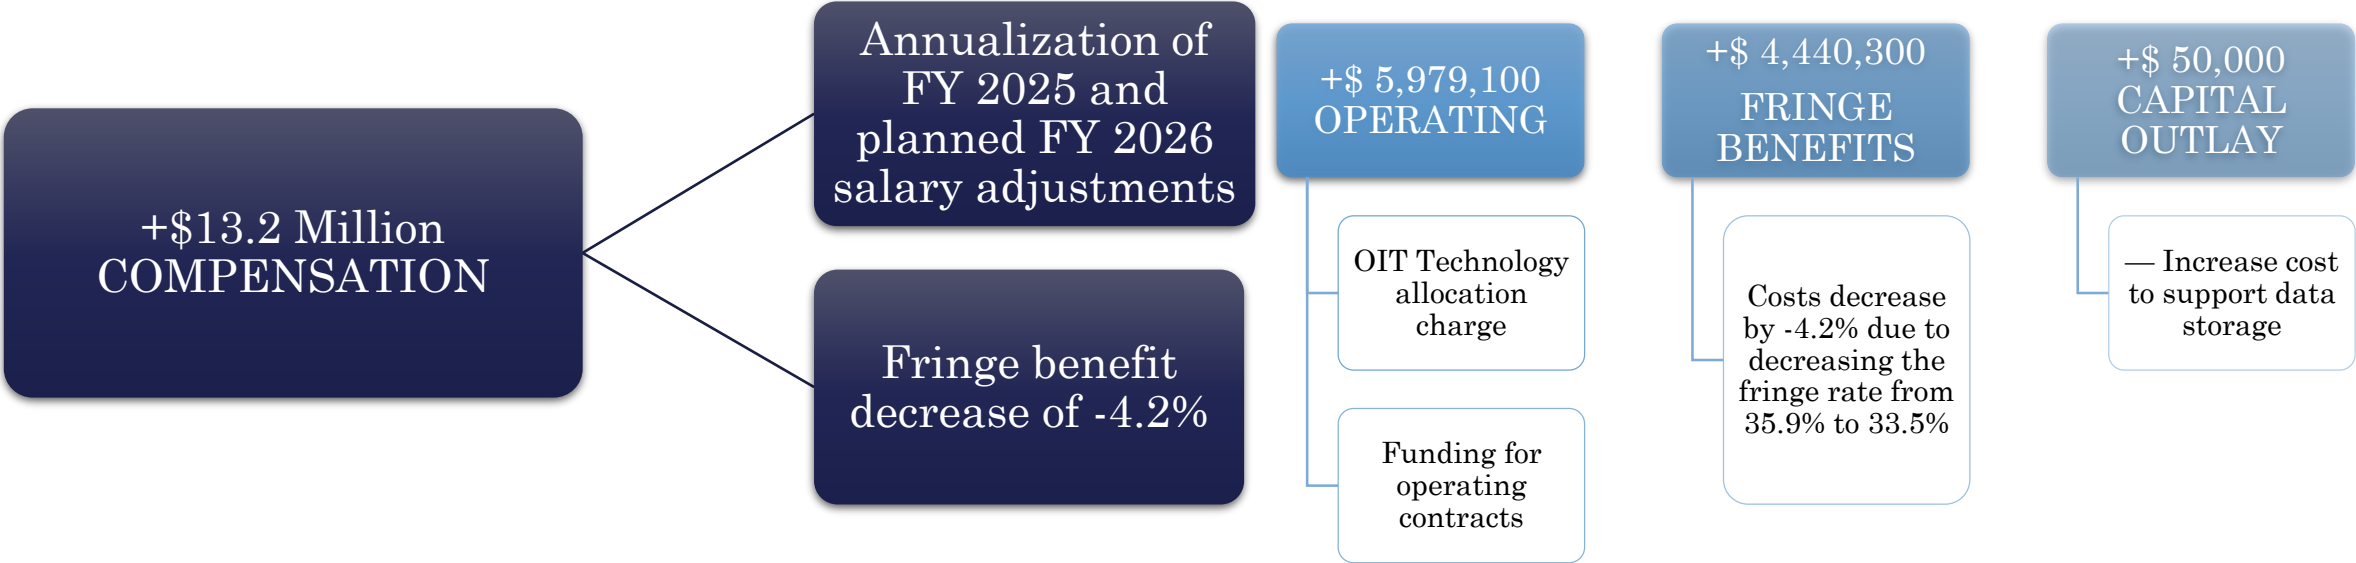 +$13.2 Million
COMPENSATION
Annualization of
FY 2025 and
planned FY 2026
salary adjustments
Fringe benefit
decrease of -4.2%
+$ 5,979,100
OPERATING
OIT Technology
allocation
charge
Funding for
operating
contracts
+$ 4,440,300
FRINGE
BENEFITS
Costs decrease
by -4.2% due to
decreasing the
fringe rate from
35.9% to 33.5%
+$ 50,000
CAPITAL
OUTLAY
— Increase cost
to support data
storage